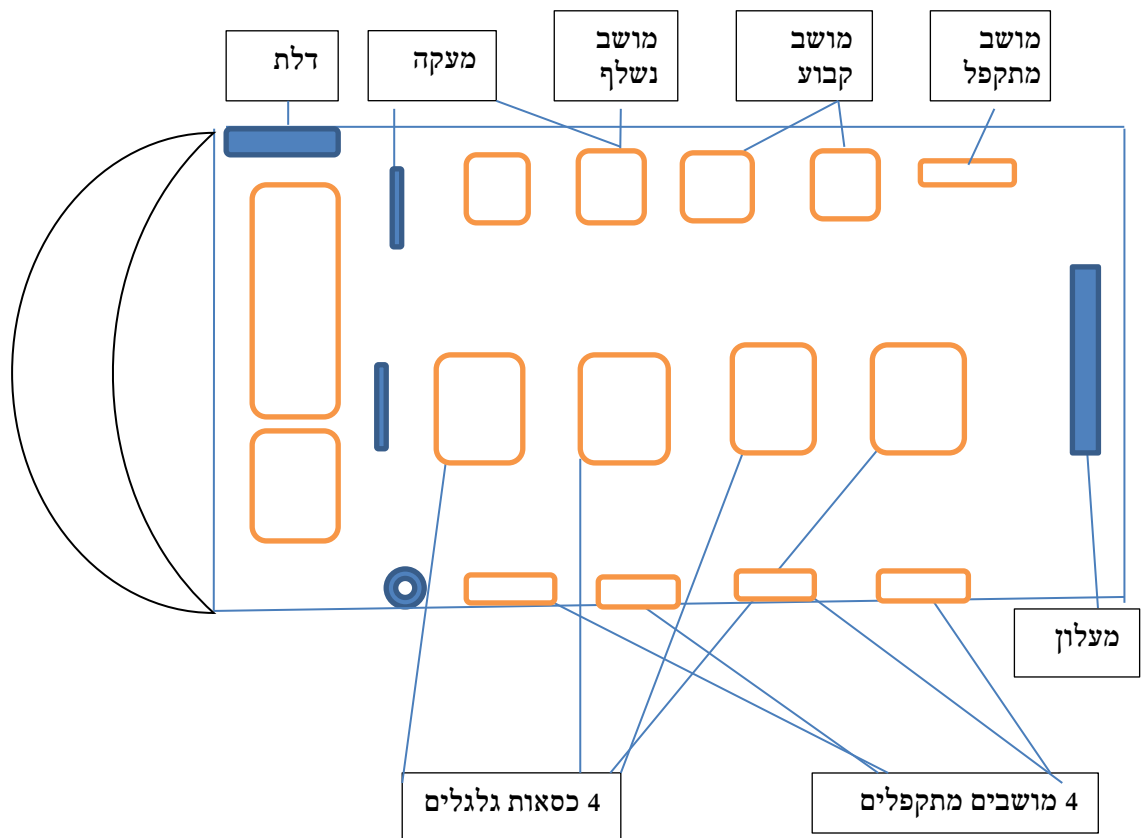 מושב
מתקפל
מושב
קבוע
מושב
נשלף
מעקה
דלת
מעלון
4 מושבים מתקפלים
4 כסאות גלגלים